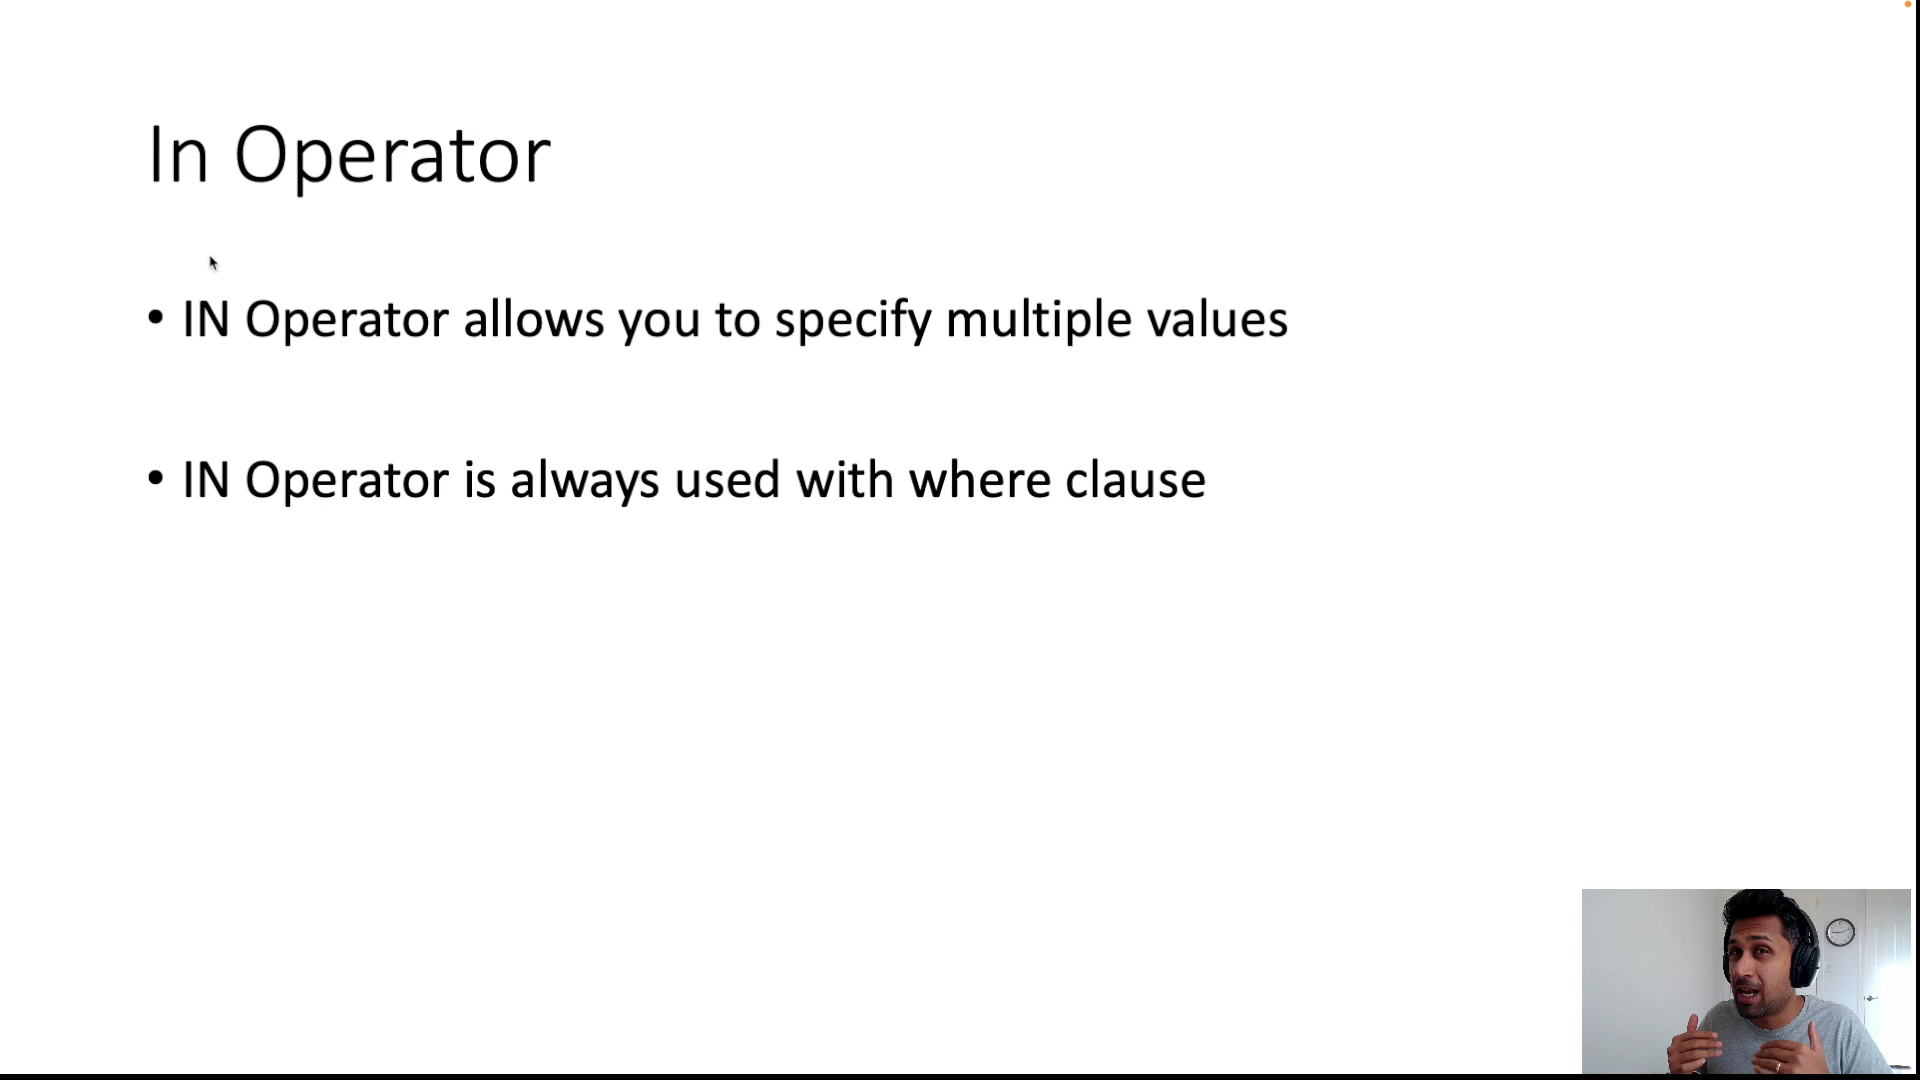 In Operator
• IN Operator allows you to specify multiple values
• IN Operator is always used with where clause